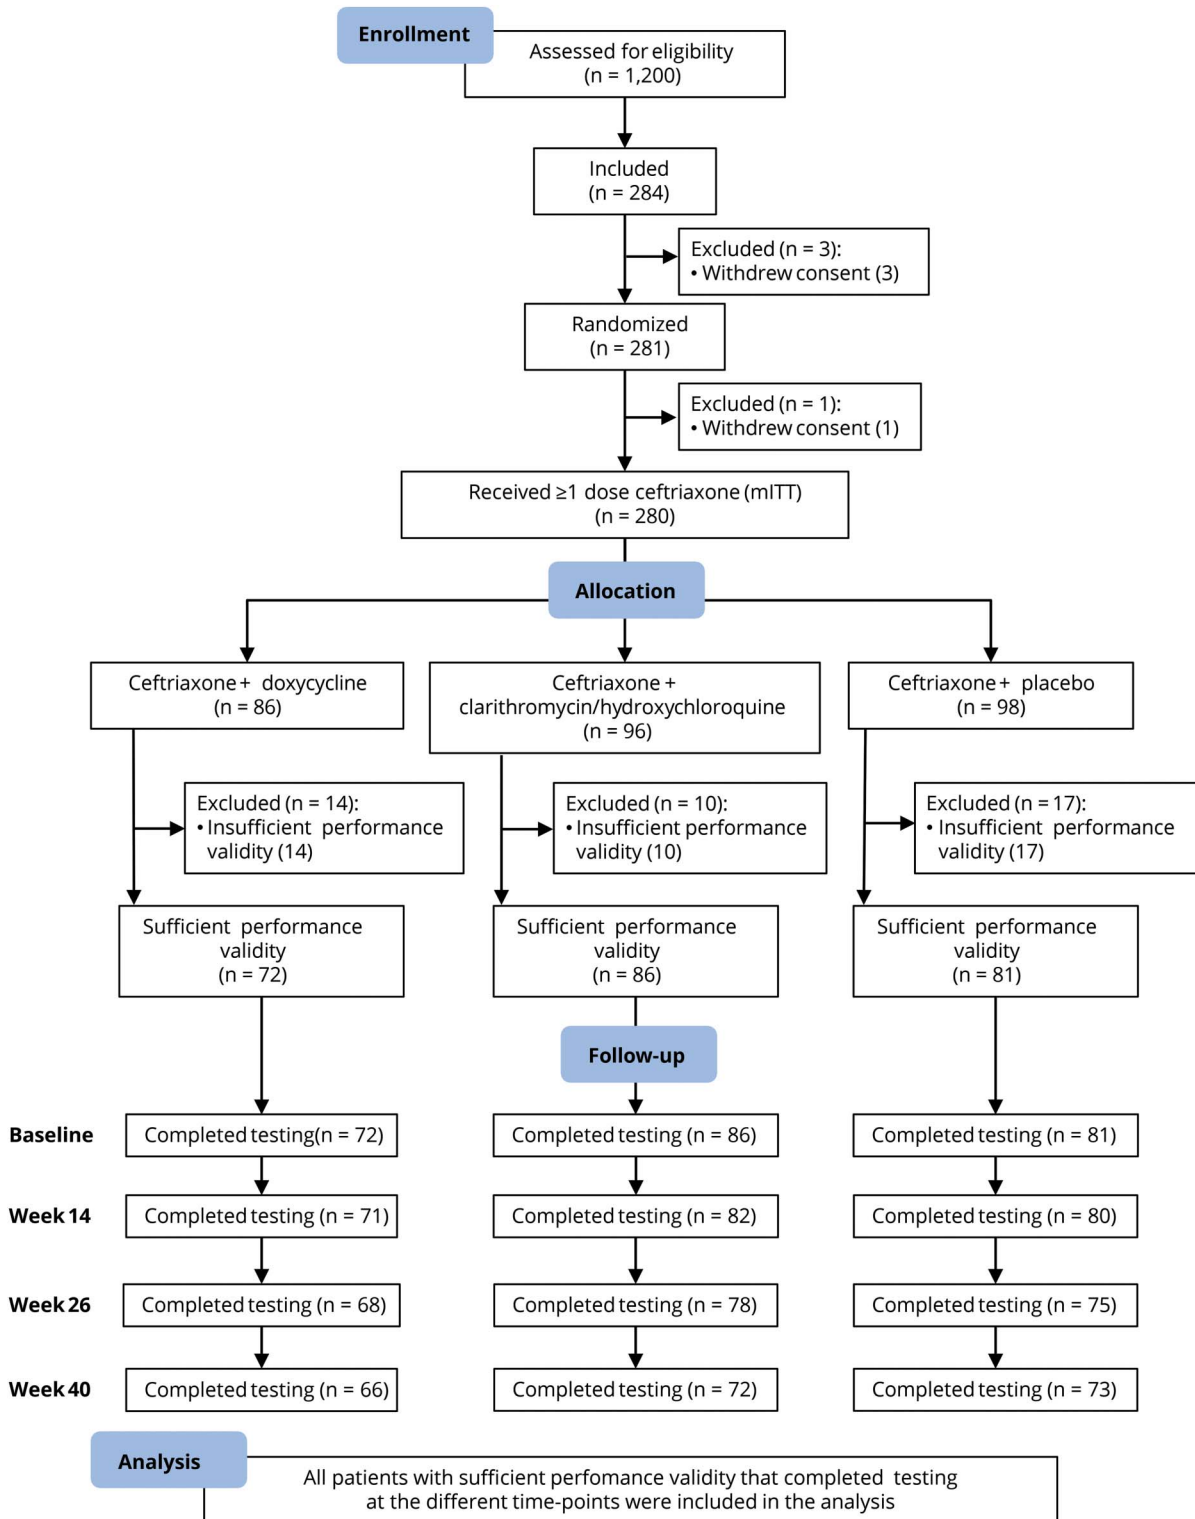 Enrollment
Assessed for eligibility
(n = 1,200)
Included
(n = 284)
Excluded (n = 3):
• Withdrew consent (3)
Randomized
(n = 281)
Excluded (n = 1):
• Withdrew consent (1)
Received ≥1 dose ceftriaxone (mITT)
(n = 280)
Allocation
Ceftriaxone + doxycycline
(n = 86)
Ceftriaxone +
clarithromycin/hydroxychloroquine
(n = 96)
Ceftriaxone + placebo
(n = 98)
Excluded (n = 14):
• Insufficient performance
validity (14)
Excluded (n = 10):
• Insufficient performance
validity (10)
Excluded (n = 17):
• Insufficient performance
validity (17)
Sufficient performance
validity
(n = 72)
Sufficient performance
validity
(n = 86)
Sufficient performance
validity
(n = 81)
Follow-up
Baseline
Completed testing(n = 72)
Completed testing (n = 86)
Completed testing (n = 81)
Week 14
Completed testing (n = 71)
Completed testing (n = 82)
Completed testing (n = 80)
Week 26
Completed testing (n = 68)
Completed testing (n = 78)
Completed testing (n = 75)
Week 40
Completed testing (n = 66)
Completed testing (n = 72)
Completed testing (n = 73)
Analysis
All patients with sufficient perfomance validity that completed testing
at the different time-points were included in the analysis